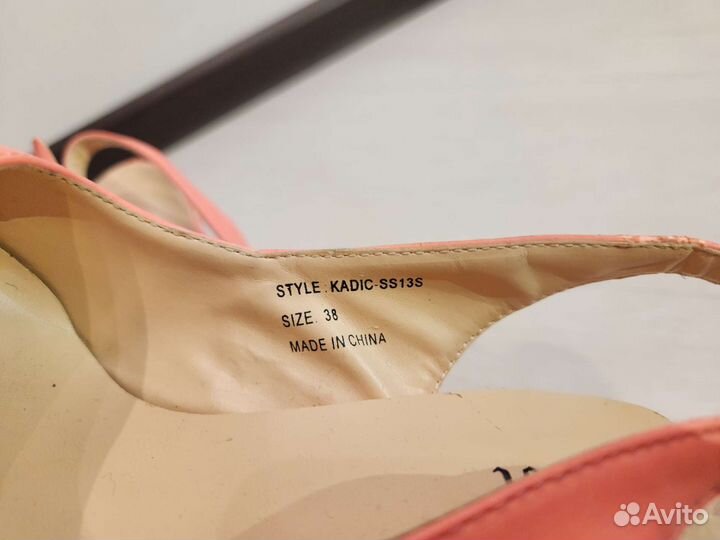 STYLE: KADIC-SS13S
SIZE. 38
MADE IN CHINA
Avito